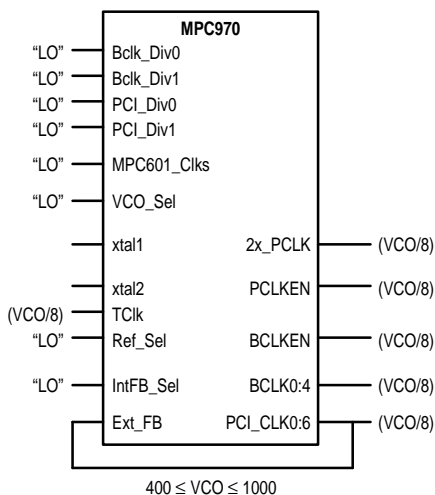 MPC970
“LO” Bclk_Div0
“LO” Bclk_Div1
“LO” PCI_Div0
“LO” PCI_Div1
“LO” MPC601_Clks
“LO” VCO_Sel
xtal1 2x_PCLK (VCO/8)
xtal2 PCLKEN (VCO/8)
(VCO/8) TClk
“LO” Ref_Sel BCLKEN (VCO/8)
“LO” IntFB_Sel BCLK0:4 (VCO/8)
Ext_FB PCI_CLK0:6 (VCO/8)
400 ≤ VCO ≤ 1000